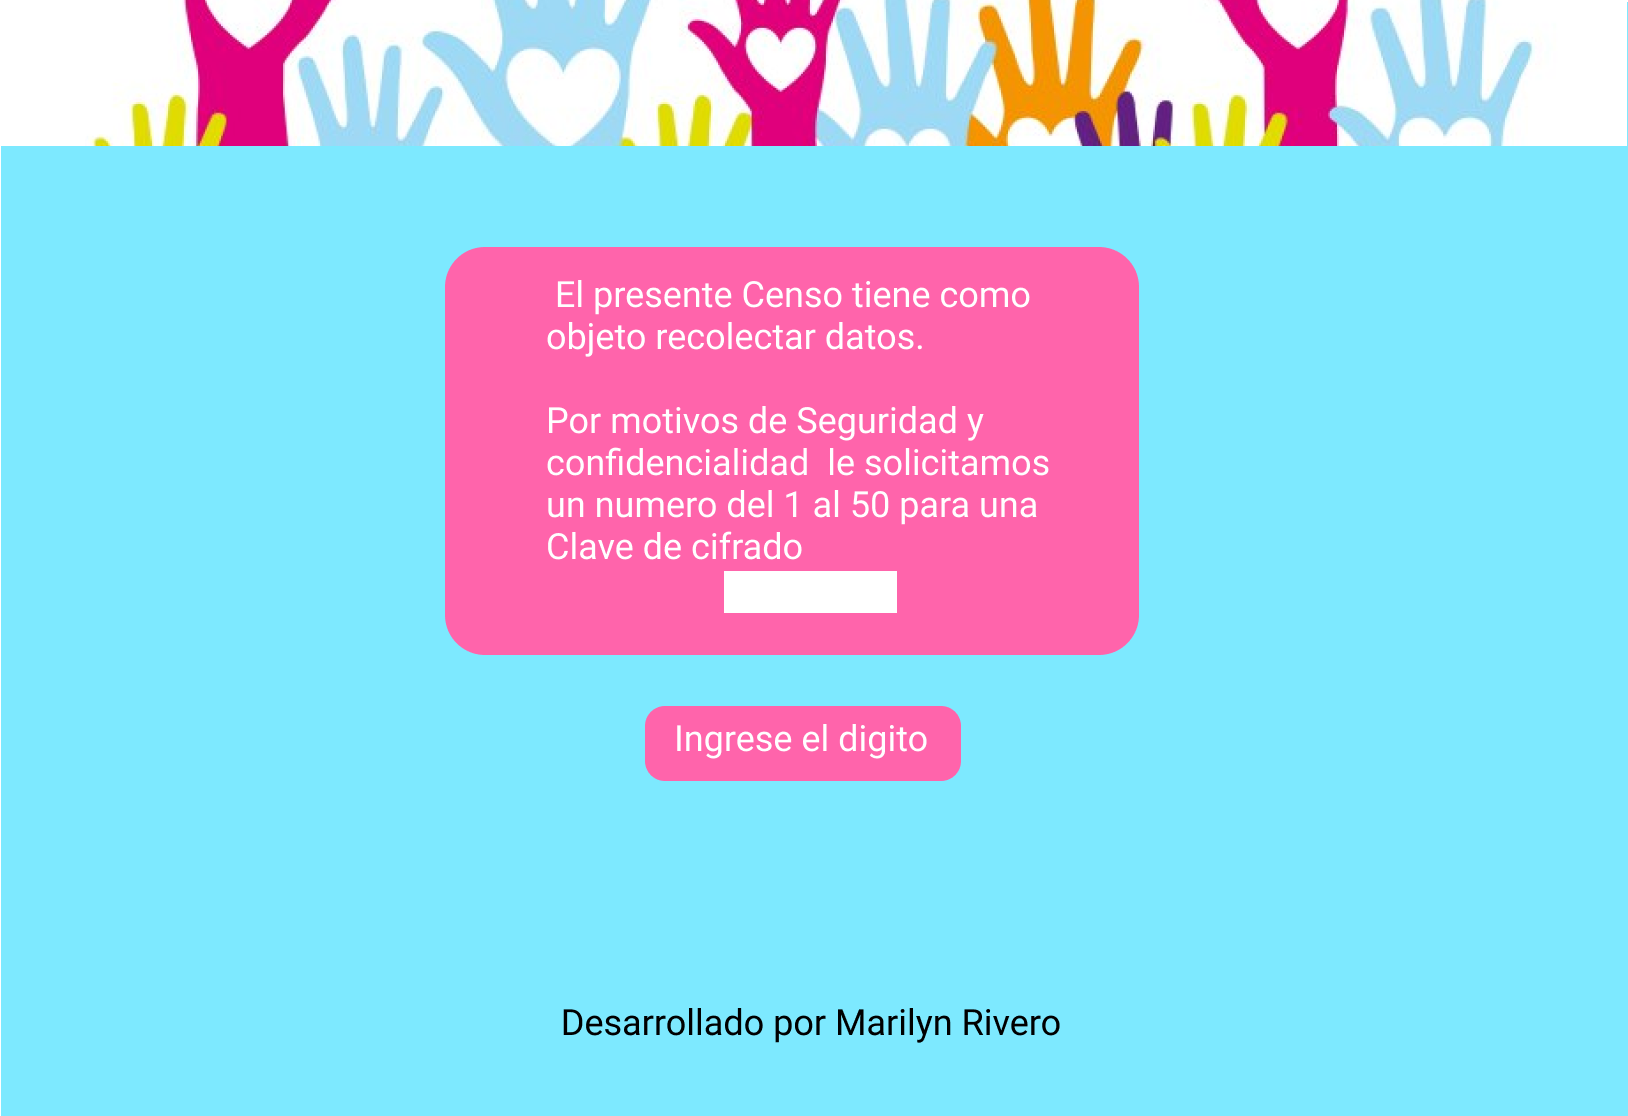 El presente Censo tiene como
objeto recolectar datos.
Por motivos de Seguridad y
confidencialidad  le solicitamos
un numero del 1 al 50 para una
Clave de cifrado
Ingrese el digito
Desarrollado por Marilyn Rivero